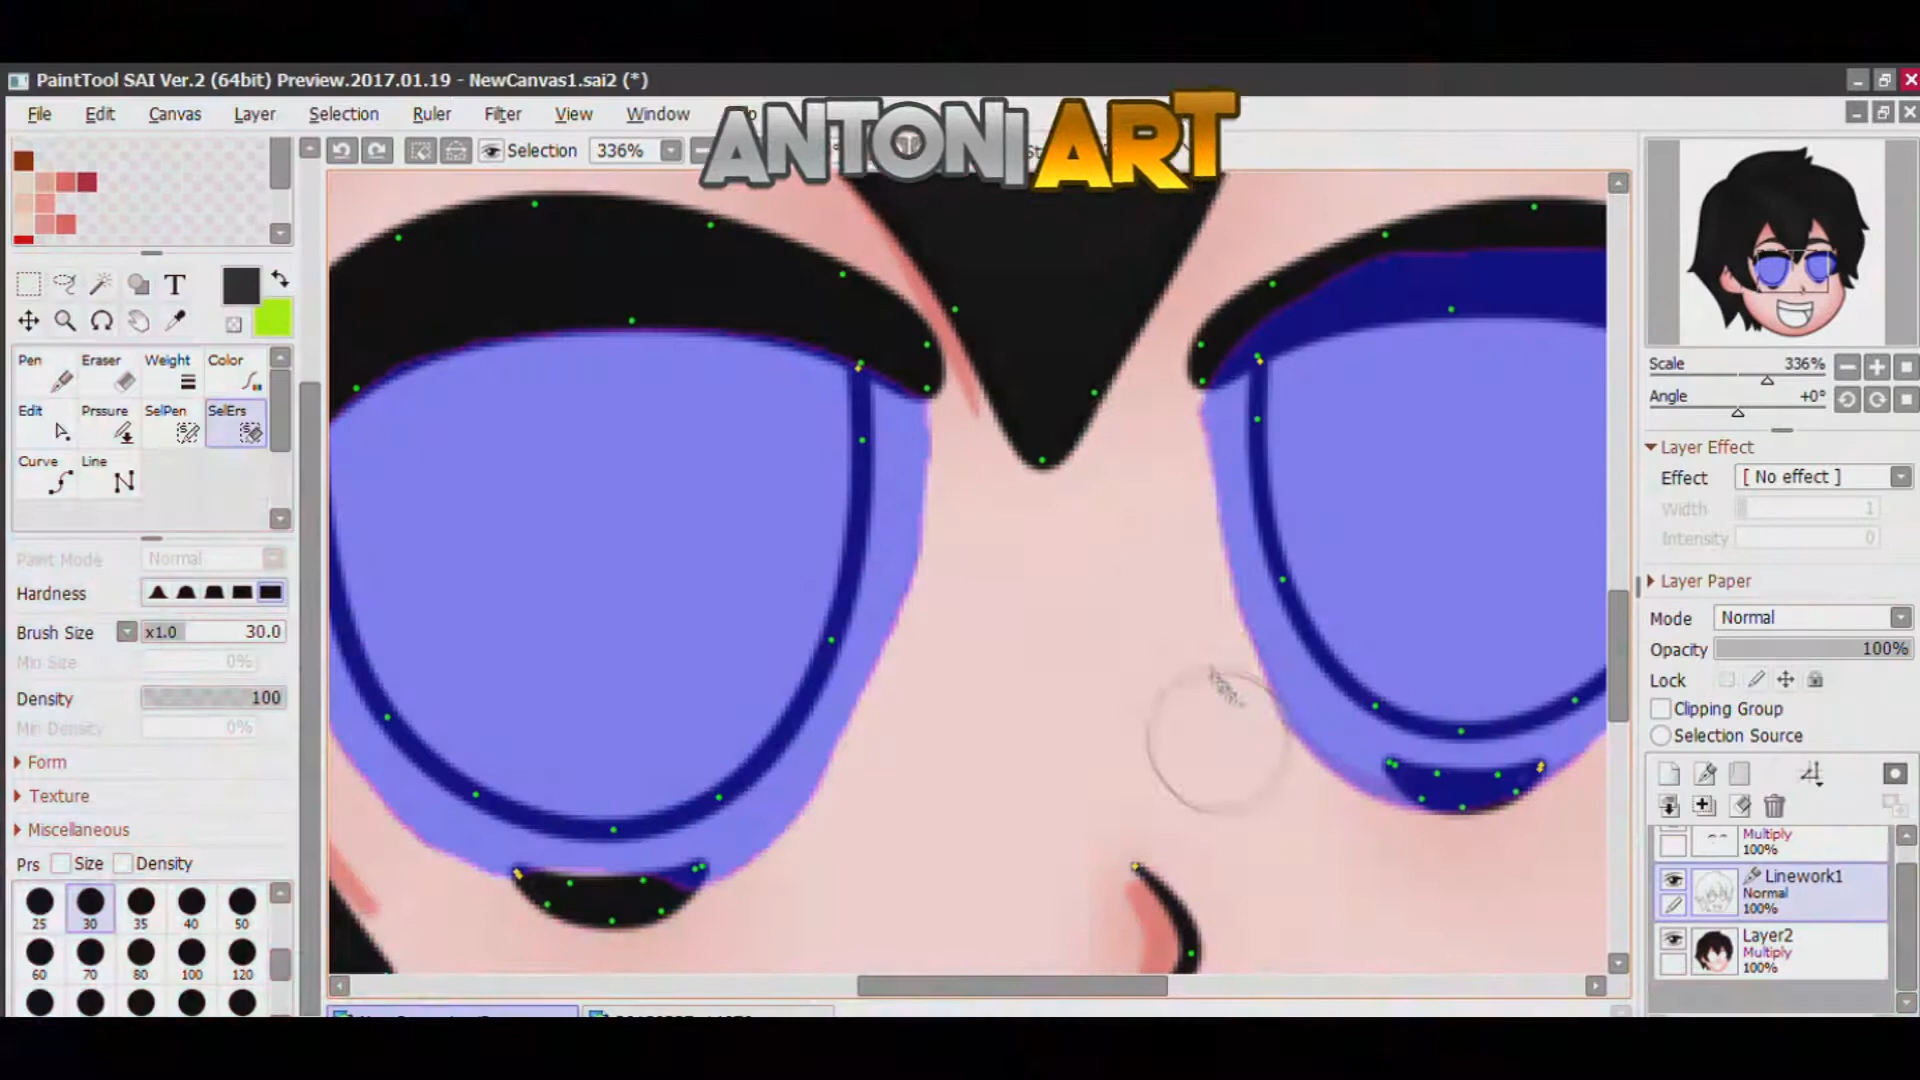 PaintTool SAI Ver.2 (64bit) Preview.2017.01.19 - NewCanvas1.sai2 (*)
File Edit Canvas Layer Selection Ruler Filter View Window
ANTONI ART
Selection 336%
Scale 336%
Angle +0°
Pen Eraser Weight Color
Edit Prssure SelPen SelErs
Curve Line
Layer Effect
Effect [ No effect ]
Width 1
Intensity 0
Paint Mode Normal
Hardness
Brush Size x1.0 30.0
Min Size 0%
Density 100
Min Density 0%
Form
Texture
Miscellaneous
Prs Size Density
25 30 35 40 50
60 70 80 100 120
Layer Paper
Mode Normal
Opacity 100%
Lock
Clipping Group
Selection Source
Multiply
100%
Linework1
Normal
100%
Layer2
Multiply
100%